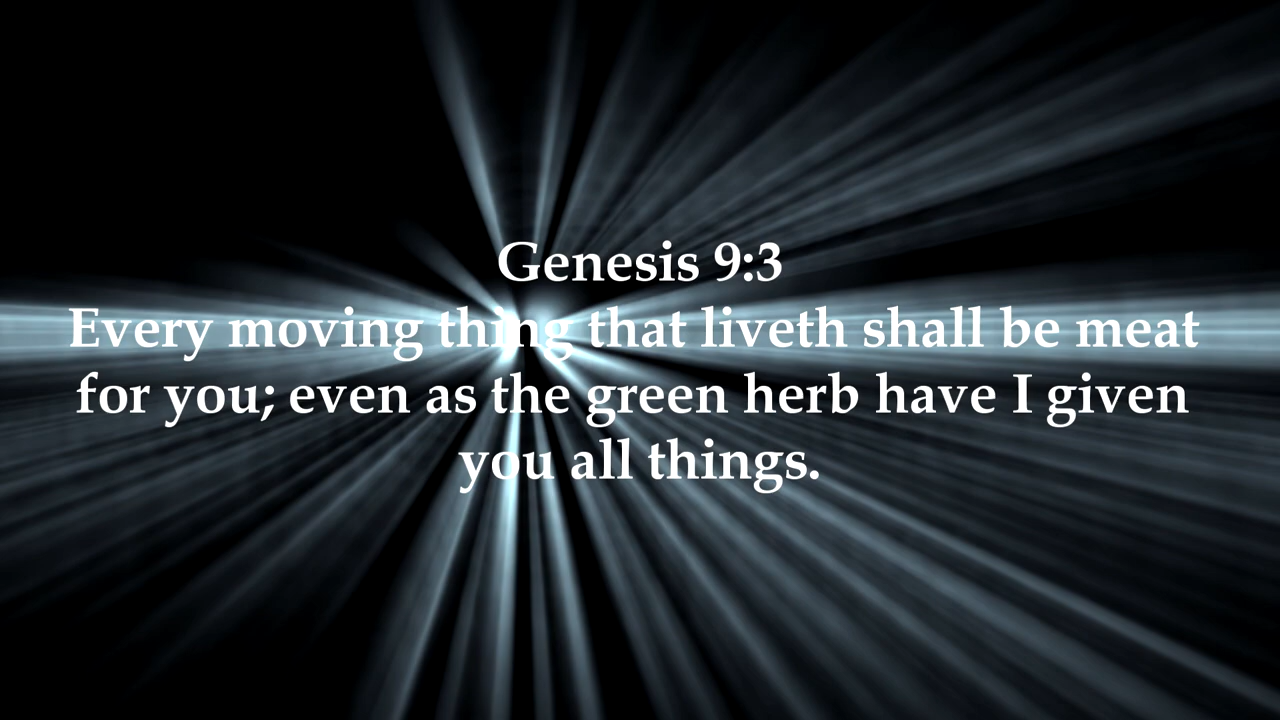 Genesis 9:3
Every moving thing that liveth shall be meat
for you; even as the green herb have I given
you all things.